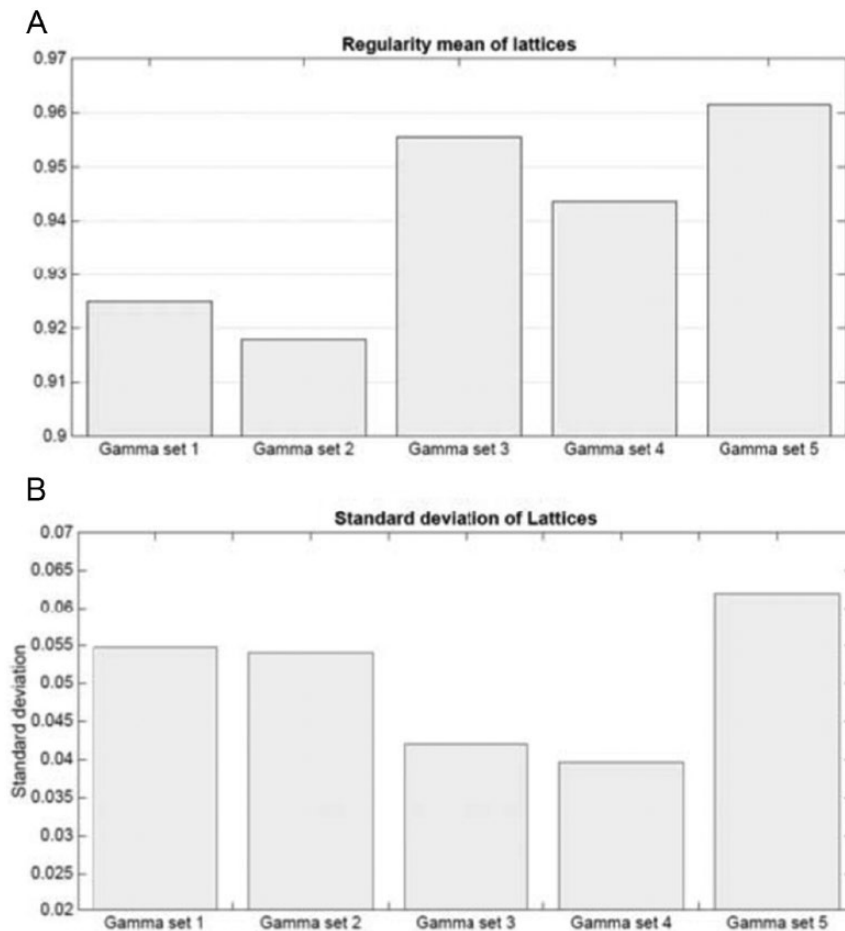 A
Regularity mean of lattices
0.97
0.96
0.95
0.94
0.93
0.92
0.91
0.9
Gamma set 1 Gamma set 2 Gamma set 3 Gamma set 4 Gamma set 5
B
Standard deviation of Lattices
0.07
0.065
0.06
0.055
0.05
0.045
0.04
0.035
0.03
0.025
0.02
Standard deviation
Gamma set 1 Gamma set 2 Gamma set 3 Gamma set 4 Gamma set 5